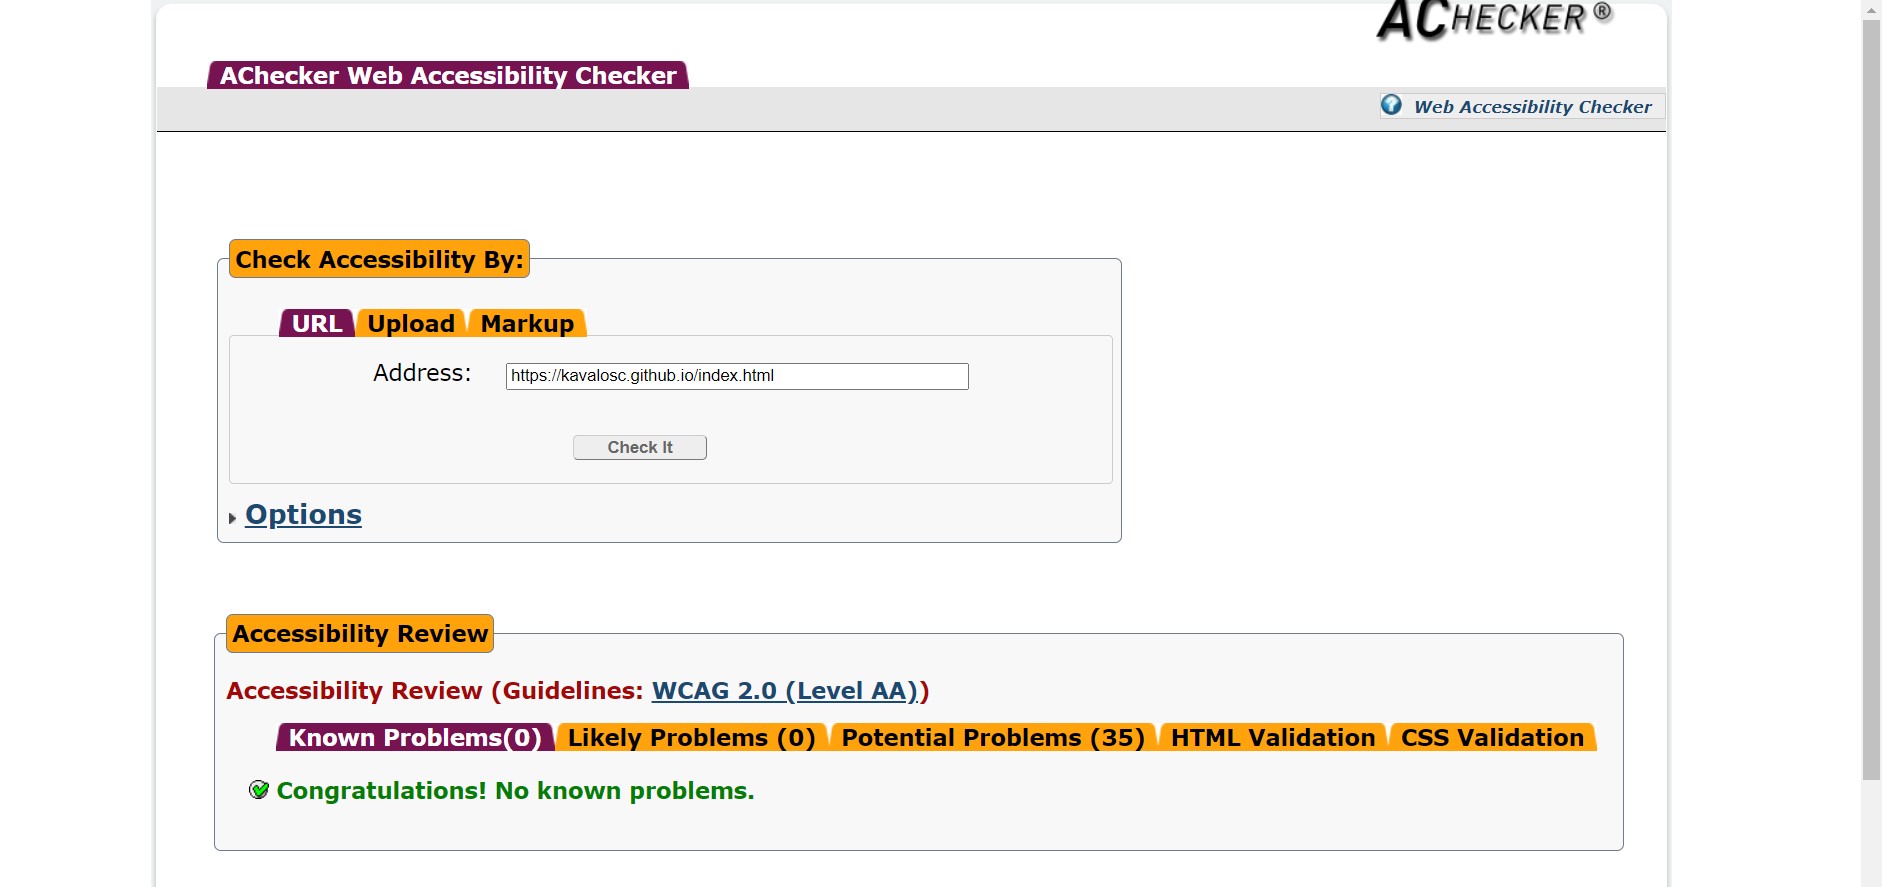 ACHECKER ®
AChecker Web Accessibility Checker
Web Accessibility Checker
Check Accessibility By:
URL Upload Markup
Address: https://kavalosc.github.io/index.html
Check It
Options
Accessibility Review
Accessibility Review (Guidelines: WCAG 2.0 (Level AA))
Known Problems(0) Likely Problems (0) Potential Problems (35) HTML Validation CSS Validation
Congratulations! No known problems.